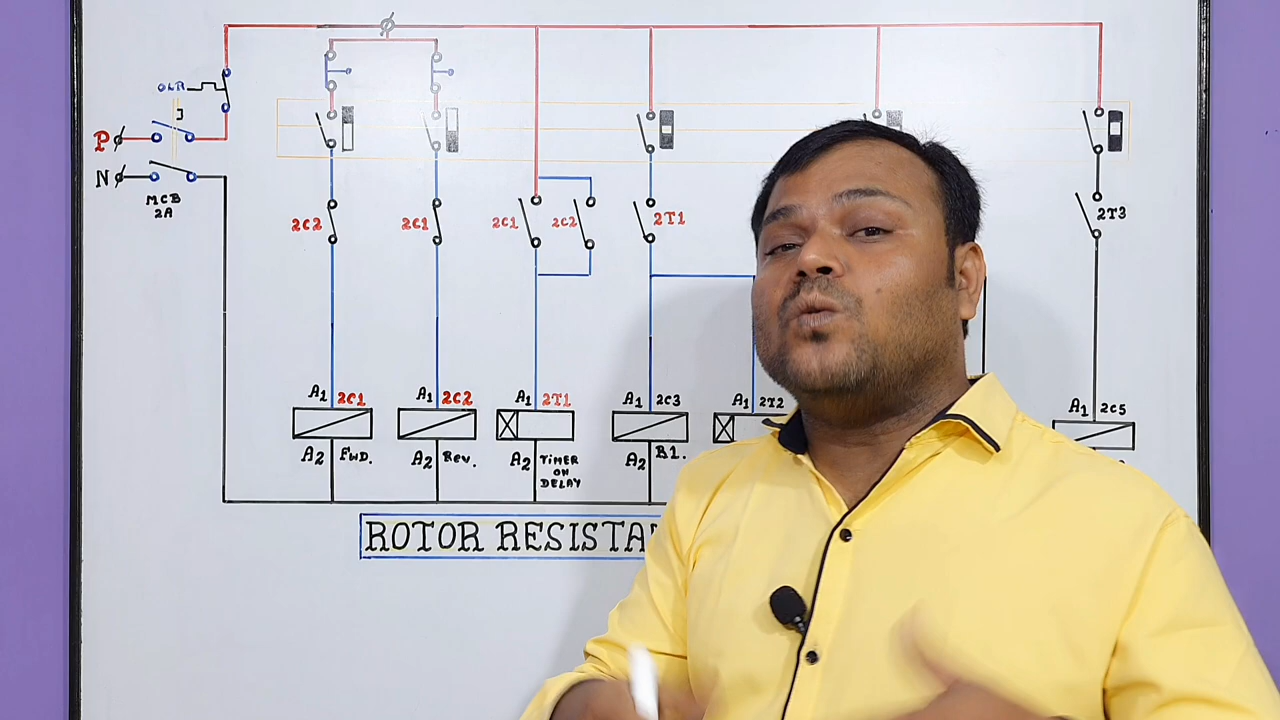 OLR
P
N
MCB
2A
2C2
2C1
2C1
2C2
2T1
2T3
A1 2C1
A1 2C2
A1 2T1
A1 2C3
A1 2T2
A1 2C5
A2 FWD.
A2 Rev.
A2 TIMER
ON
DELAY
A2 B1.
ROTOR RESISTA